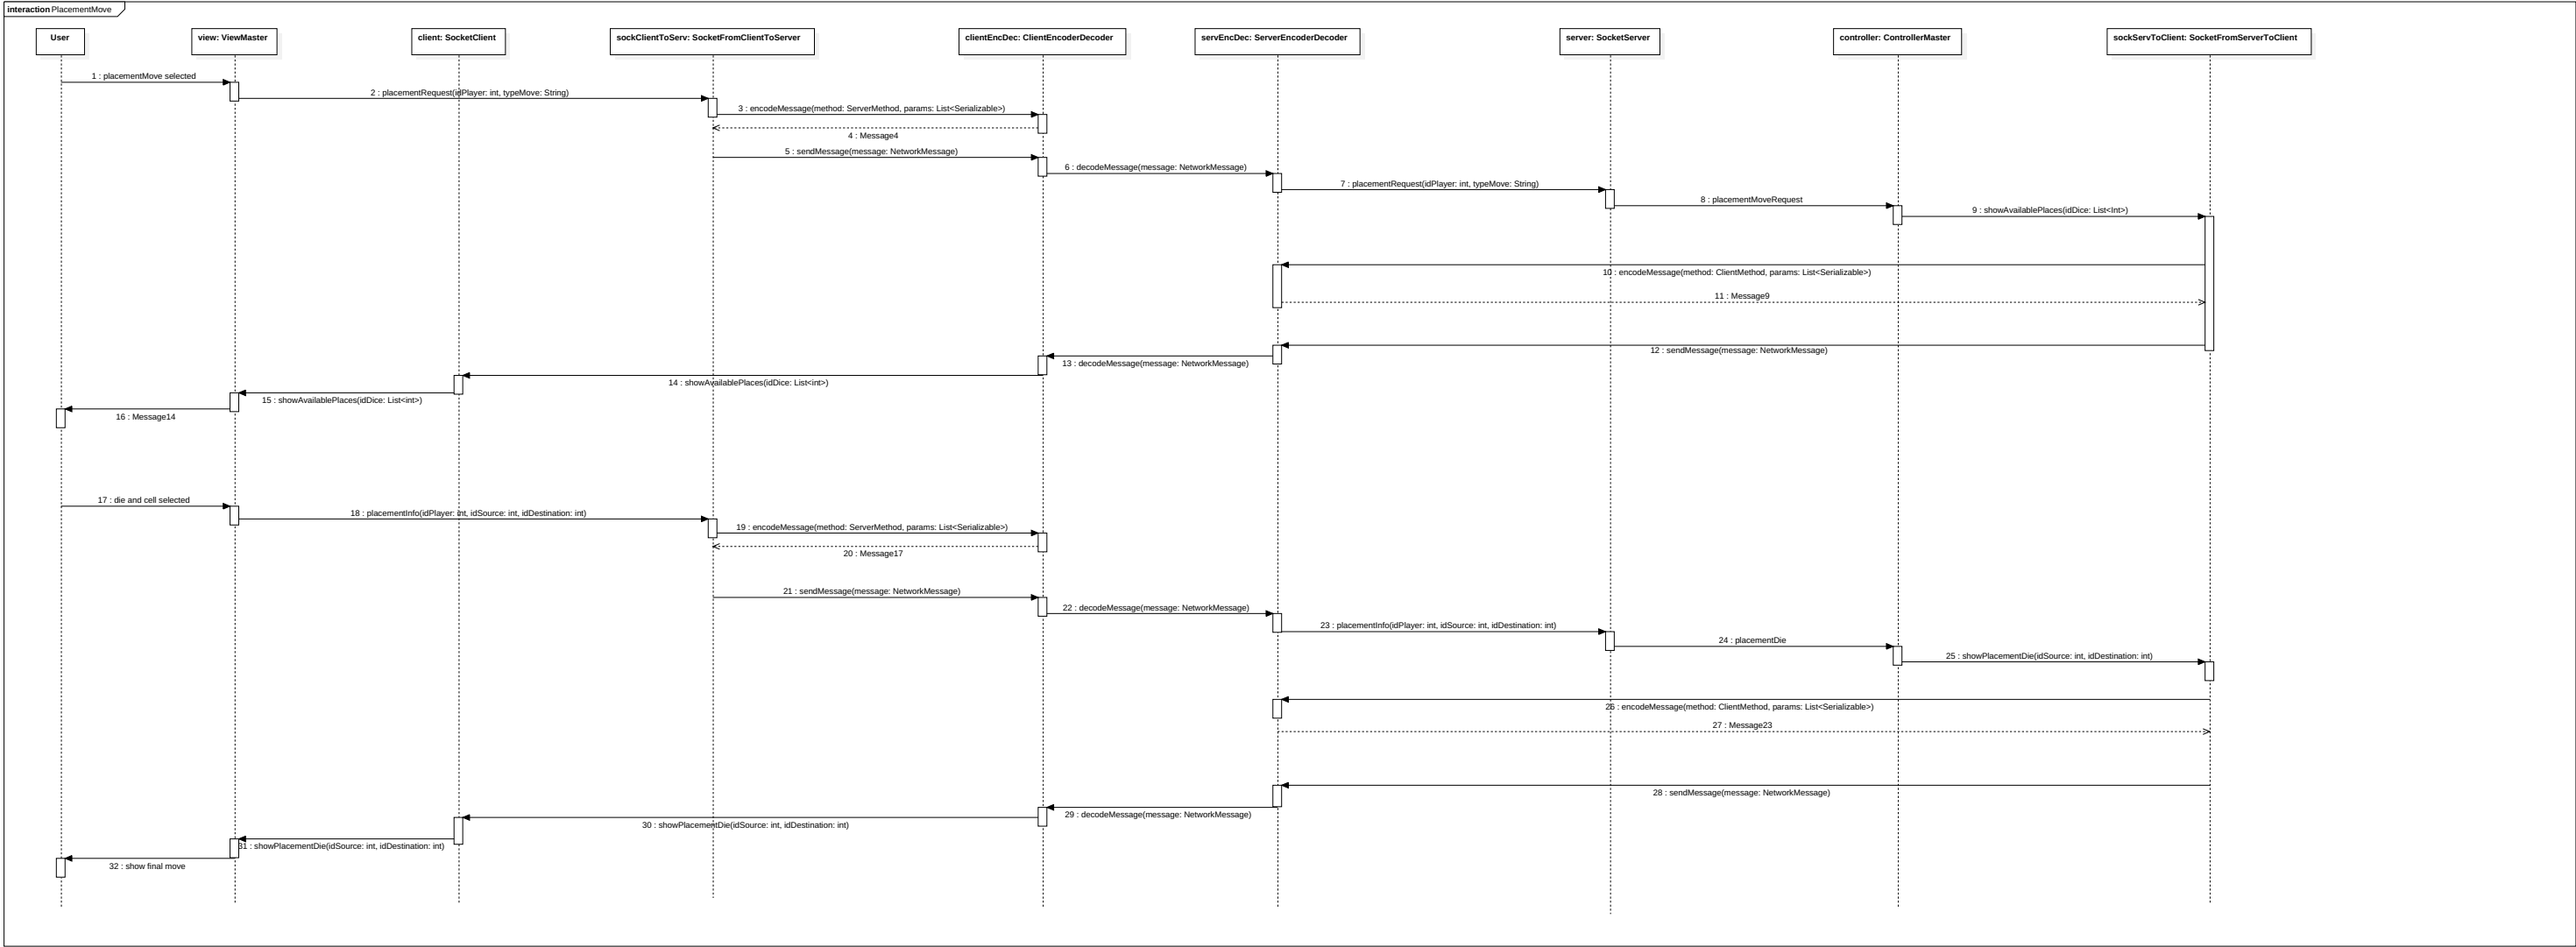 interaction PlacementMove
User
view: ViewMaster
client: SocketClient
sockClientToServ: SocketFromClientToServer
clientEncDec: ClientEncoderDecoder
servEncDec: ServerEncoderDecoder
server: SocketServer
controller: ControllerMaster
sockServToClient: SocketFromServerToClient
1 : placementMove selected
2 : placementRequest(idPlayer: int, typeMove: String)
3 : encodeMessage(method: ServerMethod, params: List<Serializable>)
4 : Message4
5 : sendMessage(message: NetworkMessage)
6 : decodeMessage(message: NetworkMessage)
7 : placementRequest(idPlayer: int, typeMove: String)
8 : placementMoveRequest
9 : showAvailablePlaces(idDice: List<Int>)
10 : encodeMessage(method: ClientMethod, params: List<Serializable>)
11 : Message9
12 : sendMessage(message: NetworkMessage)
13 : decodeMessage(message: NetworkMessage)
14 : showAvailablePlaces(idDice: List<int>)
15 : showAvailablePlaces(idDice: List<int>)
16 : Message14
17 : die and cell selected
18 : placementInfo(idPlayer: int, idSource: int, idDestination: int)
19 : encodeMessage(method: ServerMethod, params: List<Serializable>)
20 : Message17
21 : sendMessage(message: NetworkMessage)
22 : decodeMessage(message: NetworkMessage)
23 : placementInfo(idPlayer: int, idSource: int, idDestination: int)
24 : placementDie
25 : showPlacementDie(idSource: int, idDestination: int)
26 : encodeMessage(method: ClientMethod, params: List<Serializable>)
27 : Message23
28 : sendMessage(message: NetworkMessage)
29 : decodeMessage(message: NetworkMessage)
30 : showPlacementDie(idSource: int, idDestination: int)
31 : showPlacementDie(idSource: int, idDestination: int)
32 : show final move